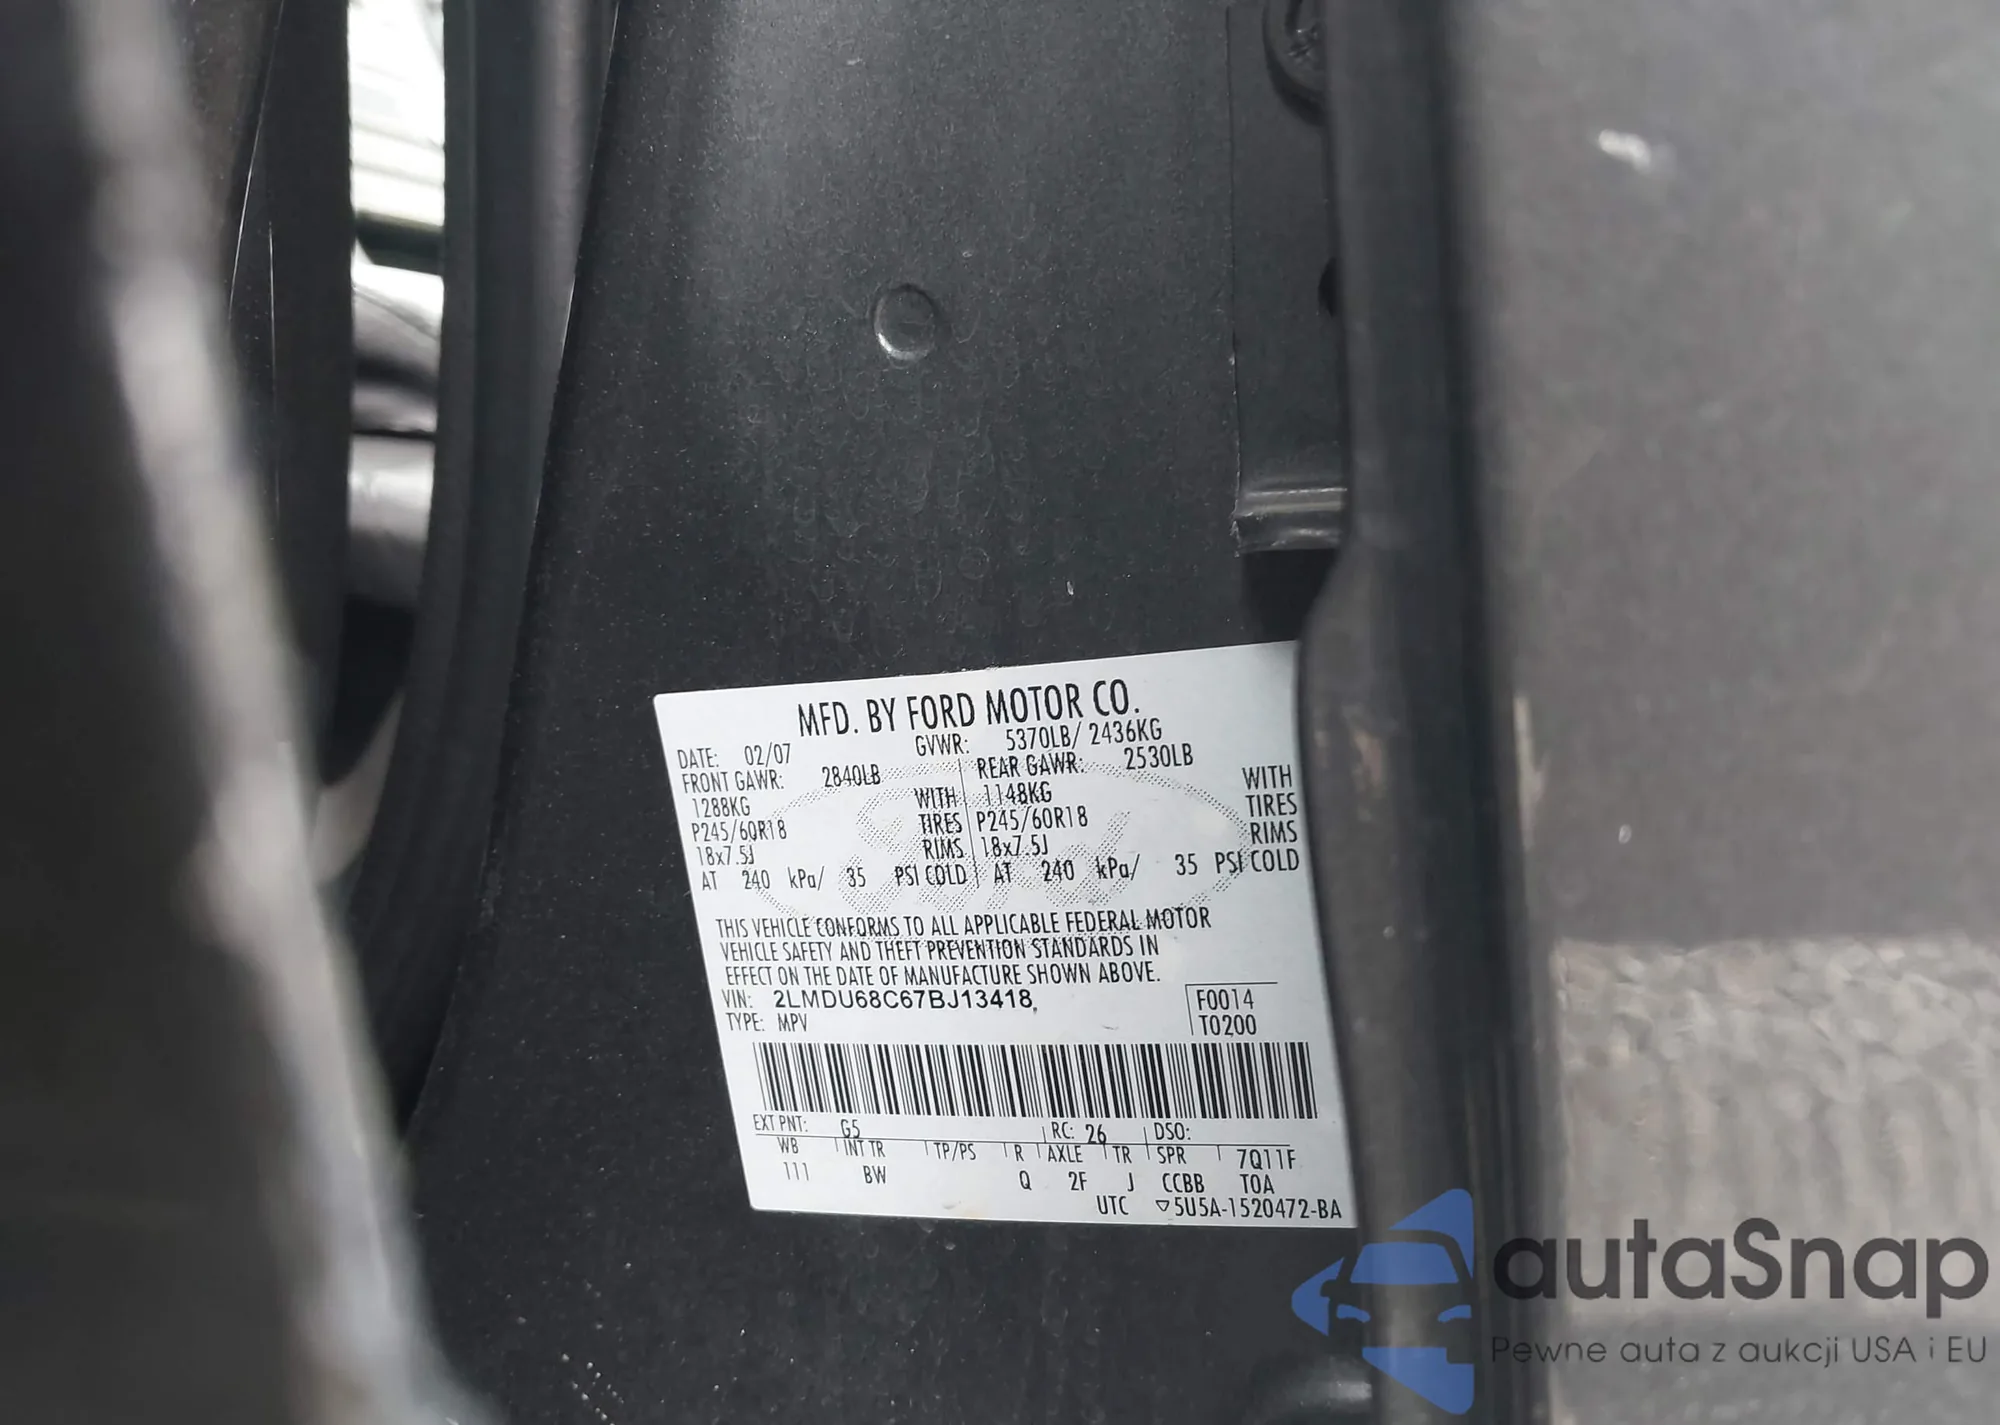 MFD. BY FORD MOTOR CO.
DATE: 02/07 GVWR: 5370LB/ 2436KG
FRONT GAWR: 2840LB REAR GAWR: 2530LB
1288KG WITH 1148KG WITH
P245/60R18 TIRES P245/60R18 TIRES
18x7.5J RIMS 18x7.5J RIMS
AT 240 kPa/ 35 PSI COLD AT 240 kPa/ 35 PSI COLD
THIS VEHICLE CONFORMS TO ALL APPLICABLE FEDERAL MOTOR
VEHICLE SAFETY AND THEFT PREVENTION STANDARDS IN
EFFECT ON THE DATE OF MANUFACTURE SHOWN ABOVE.
VIN: 2LMDU68C67BJ13418 F0014
TYPE: MPV T0200
EXT PNT: G5 RC: 26 DSO:
WB INT TR TP/PS R AXLE TR SPR 7Q11F
111 BW Q 2F J CCBB TOA
UTC ▽5U5A-1520472-BA
autaSnap
Pewne auta z aukcji USA i EU